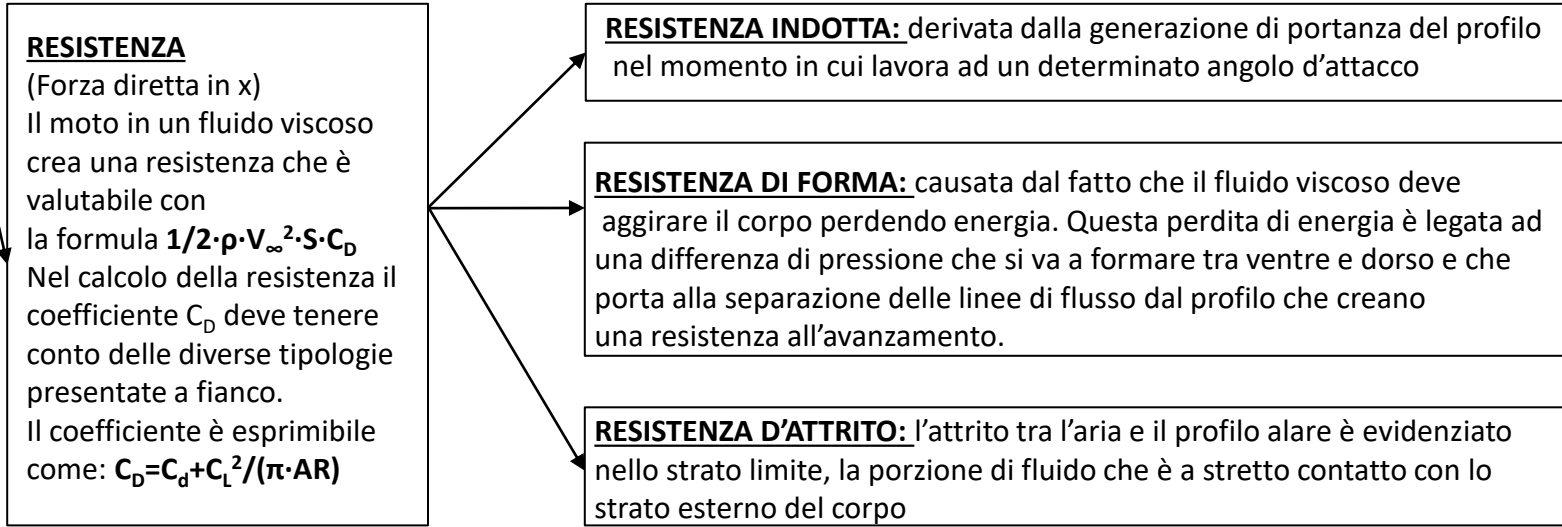 RESISTENZA
(Forza diretta in x)
Il moto in un fluido viscoso
crea una resistenza che è
valutabile con
la formula 1/2·ρ·V∞²·S·C_D
Nel calcolo della resistenza il
coefficiente C_D deve tenere
conto delle diverse tipologie
presentate a fianco.
Il coefficiente è esprimibile
come: C_D=C_d+C_L²/(π·AR)
RESISTENZA INDOTTA: derivata dalla generazione di portanza del profilo
nel momento in cui lavora ad un determinato angolo d’attacco
RESISTENZA DI FORMA: causata dal fatto che il fluido viscoso deve
aggirare il corpo perdendo energia. Questa perdita di energia è legata ad
una differenza di pressione che si va a formare tra ventre e dorso e che
porta alla separazione delle linee di flusso dal profilo che creano
una resistenza all’avanzamento.
RESISTENZA D’ATTRITO: l’attrito tra l’aria e il profilo alare è evidenziato
nello strato limite, la porzione di fluido che è a stretto contatto con lo
strato esterno del corpo